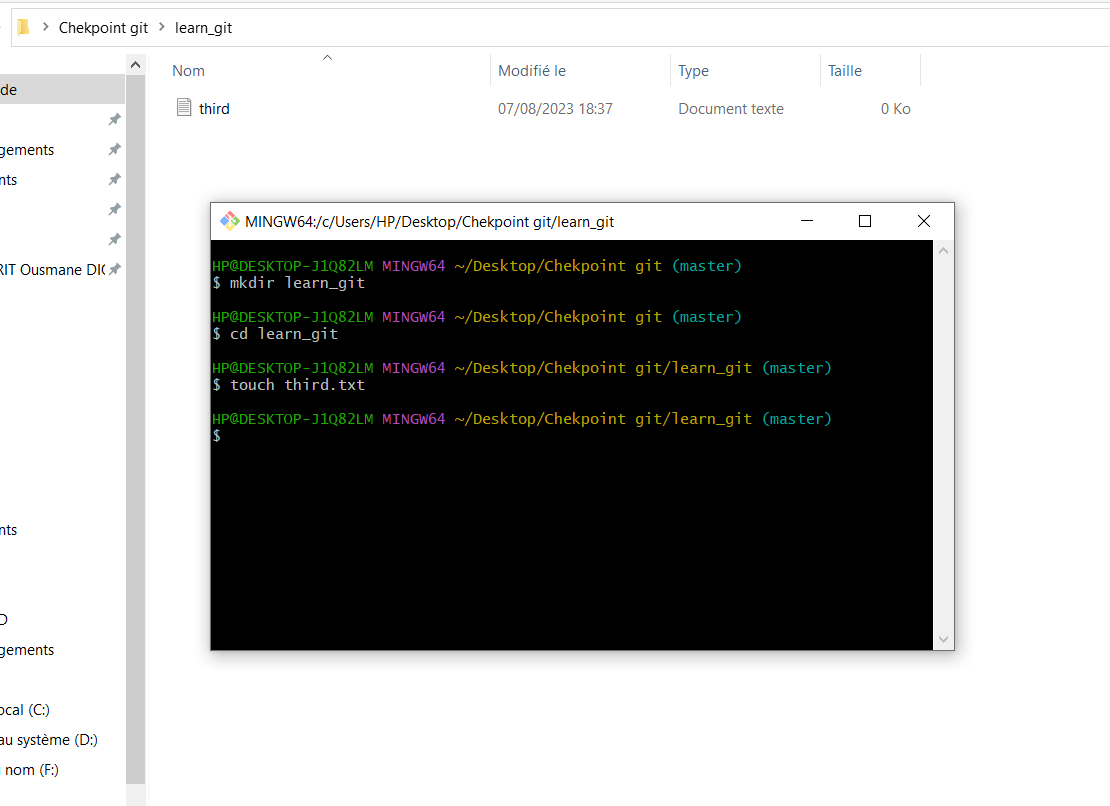 Chekpoint git > learn_git
Nom Modifié le Type Taille
de
third 07/08/2023 18:37 Document texte 0 Ko
gements
nts
RIT Ousmane DI
MINGW64:/c/Users/HP/Desktop/Chekpoint git/learn_git
HP@DESKTOP-J1Q82LM MINGW64 ~/Desktop/Chekpoint git (master)
$ mkdir learn_git
HP@DESKTOP-J1Q82LM MINGW64 ~/Desktop/Chekpoint git (master)
$ cd learn_git
HP@DESKTOP-J1Q82LM MINGW64 ~/Desktop/Chekpoint git/learn_git (master)
$ touch third.txt
HP@DESKTOP-J1Q82LM MINGW64 ~/Desktop/Chekpoint git/learn_git (master)
$
nts
gements
ocal (C:)
au système (D:)
nom (F:)